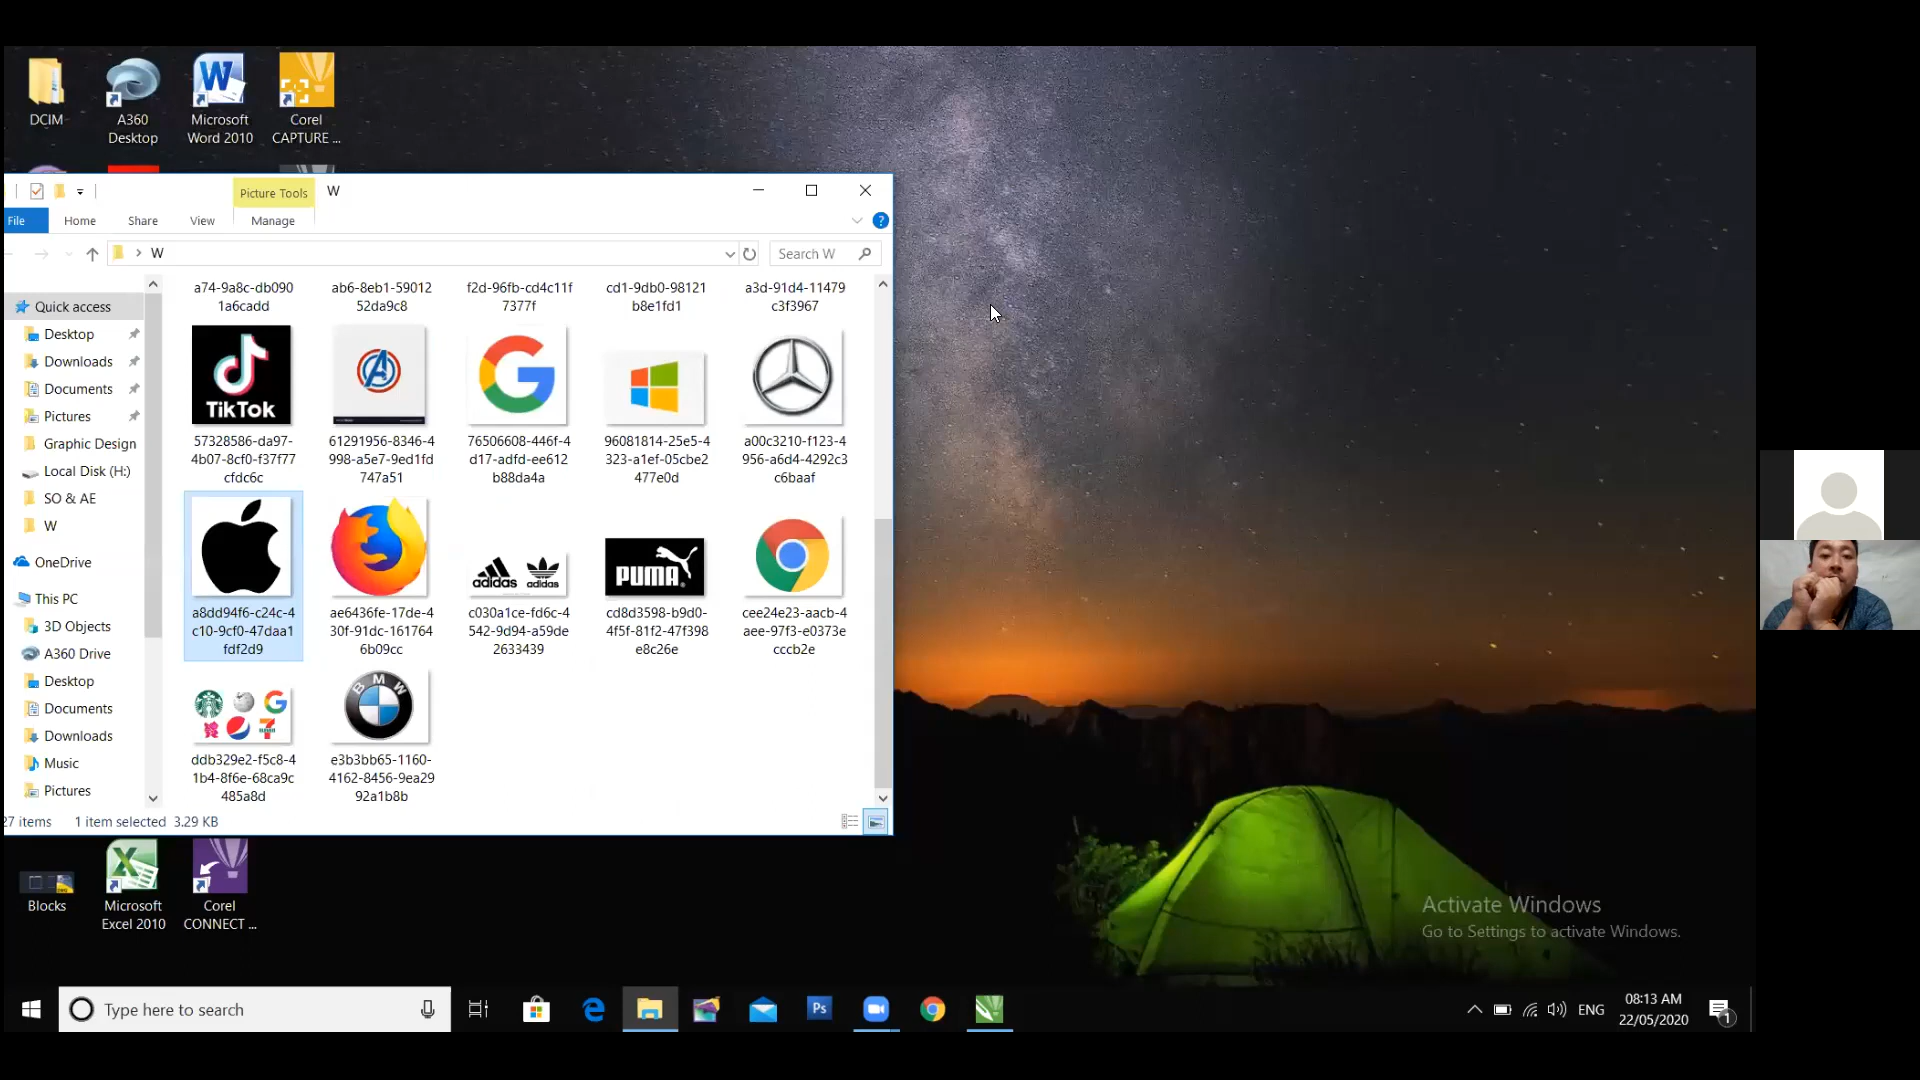 DCIM
A360
Desktop
Microsoft
Word 2010
Corel
CAPTURE ...
Picture Tools
W
File
Home
Share
View
Manage
W
Search W
Quick access
Desktop
Downloads
Documents
Pictures
Graphic Design
Local Disk (H:)
SO & AE
W
OneDrive
This PC
3D Objects
A360 Drive
Desktop
Documents
Downloads
Music
Pictures
a74-9a8c-db090
1a6cadd
ab6-8eb1-59012
52da9c8
f2d-96fb-cd4c11f
7377f
cd1-9db0-98121
b8e1fd1
a3d-91d4-11479
c3f3967
TikTok
57328586-da97-
4b07-8cf0-f37f77
cfdc6c
61291956-8346-4
998-a5e7-9ed1fd
747a51
76506608-446f-4
d17-adfd-ee612
b88da4a
96081814-25e5-4
323-a1ef-05cbe2
477e0d
a00c3210-f123-4
956-a6d4-4292c3
c6baaf
a8dd94f6-c24c-4
c10-9cf0-47daa1
fdf2d9
ae6436fe-17de-4
30f-91dc-161764
6b09cc
adidas
adidas
c030a1ce-fd6c-4
542-9d94-a59de
2633439
PUMA
cd8d3598-b9d0-
4f5f-81f2-47f398
e8c26e
cee24e23-aacb-4
aee-97f3-e0373e
cccb2e
ddb329e2-f5c8-4
1b4-8f6e-68ca9c
485a8d
BMW
e3b3bb65-1160-
4162-8456-9ea29
92a1b8b
27 items
1 item selected 3.29 KB
Blocks
Microsoft
Excel 2010
Corel
CONNECT ...
Activate Windows
Go to Settings to activate Windows.
Type here to search
Ps
ENG
08:13 AM
22/05/2020
1